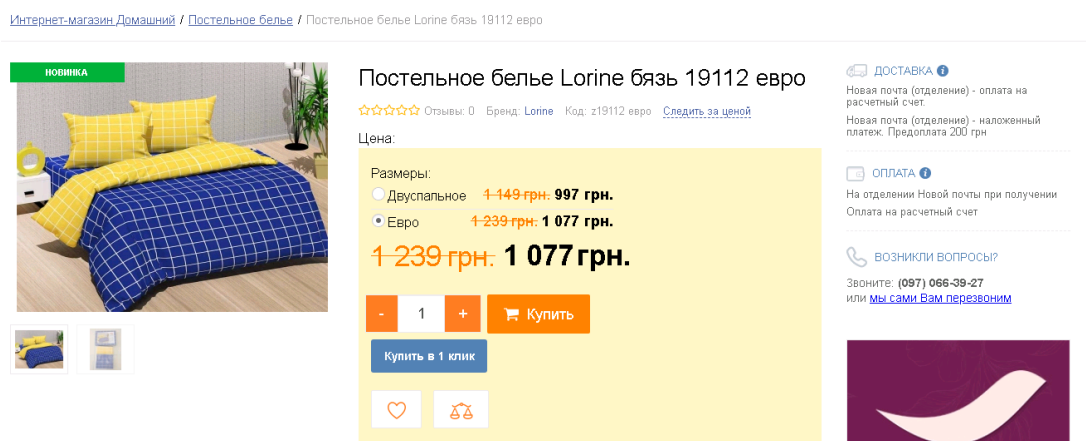 Интернет-магазин Домашний / Постельное белье / Постельное белье Lorine бязь 19112 евро
НОВИНКА
Постельное белье Lorine бязь 19112 евро
Отзывы: 0 Бренд: Lorine Код: z19112 евро Следить за ценой
Цена:
Размеры:
Двуспальное 1 149 грн. 997 грн.
Евро 1 239 грн. 1 077 грн.
1 239 грн. 1 077 грн.
- 1 + Купить
Купить в 1 клик
ДОСТАВКА i
Новая почта (отделение) - оплата на
расчетный счет.
Новая почта (отделение) - наложенный
платеж. Предоплата 200 грн
ОПЛАТА i
На отделении Новой почты при получении
Оплата на расчетный счет
ВОЗНИКЛИ ВОПРОСЫ?
Звоните: (097) 066-39-27
или мы сами Вам перезвоним